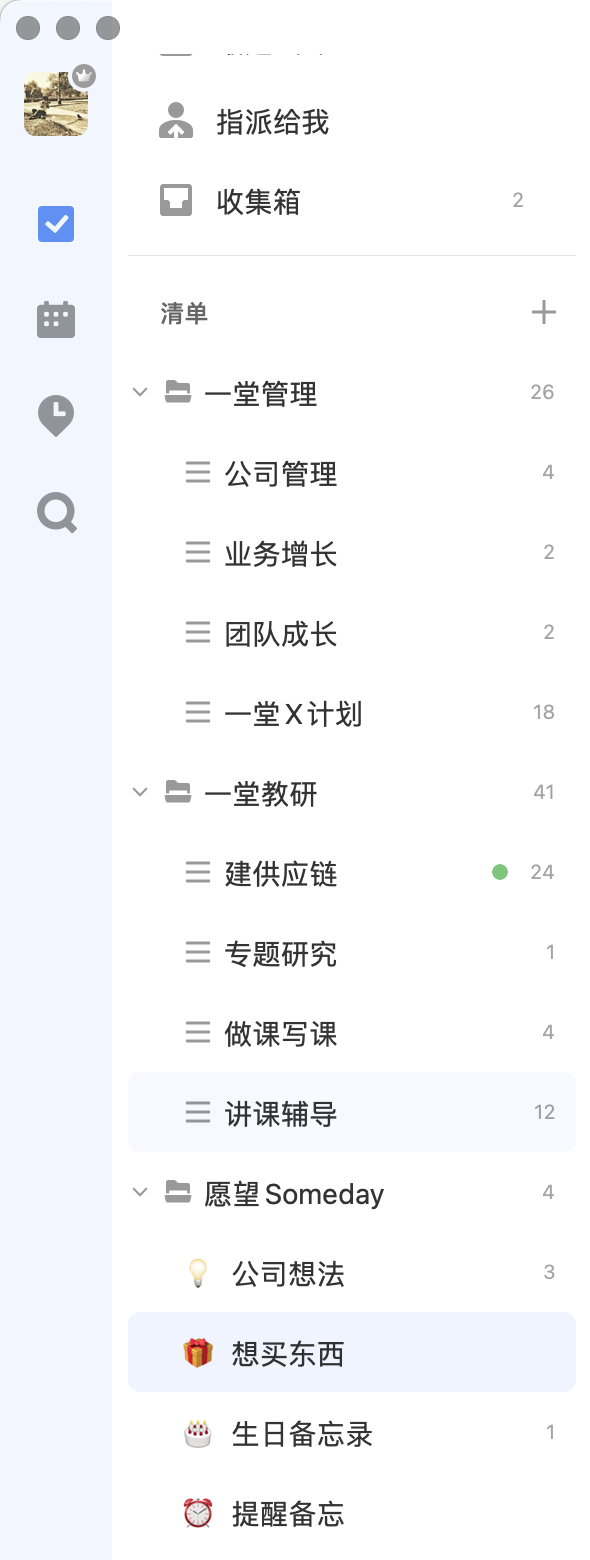 指派给我
收集箱 2
清单
一堂管理 26
公司管理 4
业务增长 2
团队成长 2
一堂X计划 18
一堂教研 41
建供应链 24
专题研究 1
做课写课 4
讲课辅导 12
愿望Someday 4
公司想法 3
想买东西
生日备忘录 1
提醒备忘